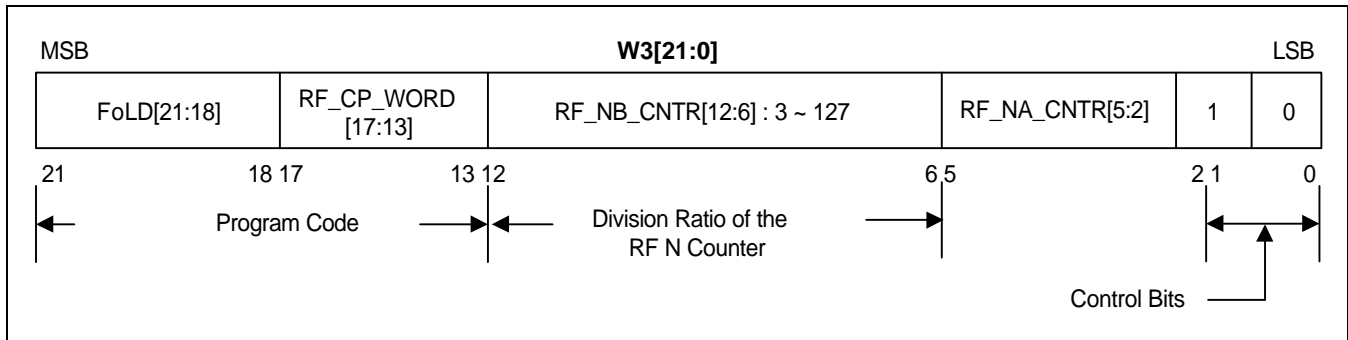 MSB W3[21:0] LSB
FoLD[21:18] RF_CP_WORD [17:13] RF_NB_CNTR[12:6] : 3 ~ 127 RF_NA_CNTR[5:2] 1 0
21 18 17 13 12 6 5 2 1 0
Program Code Division Ratio of the
RF N Counter
Control Bits